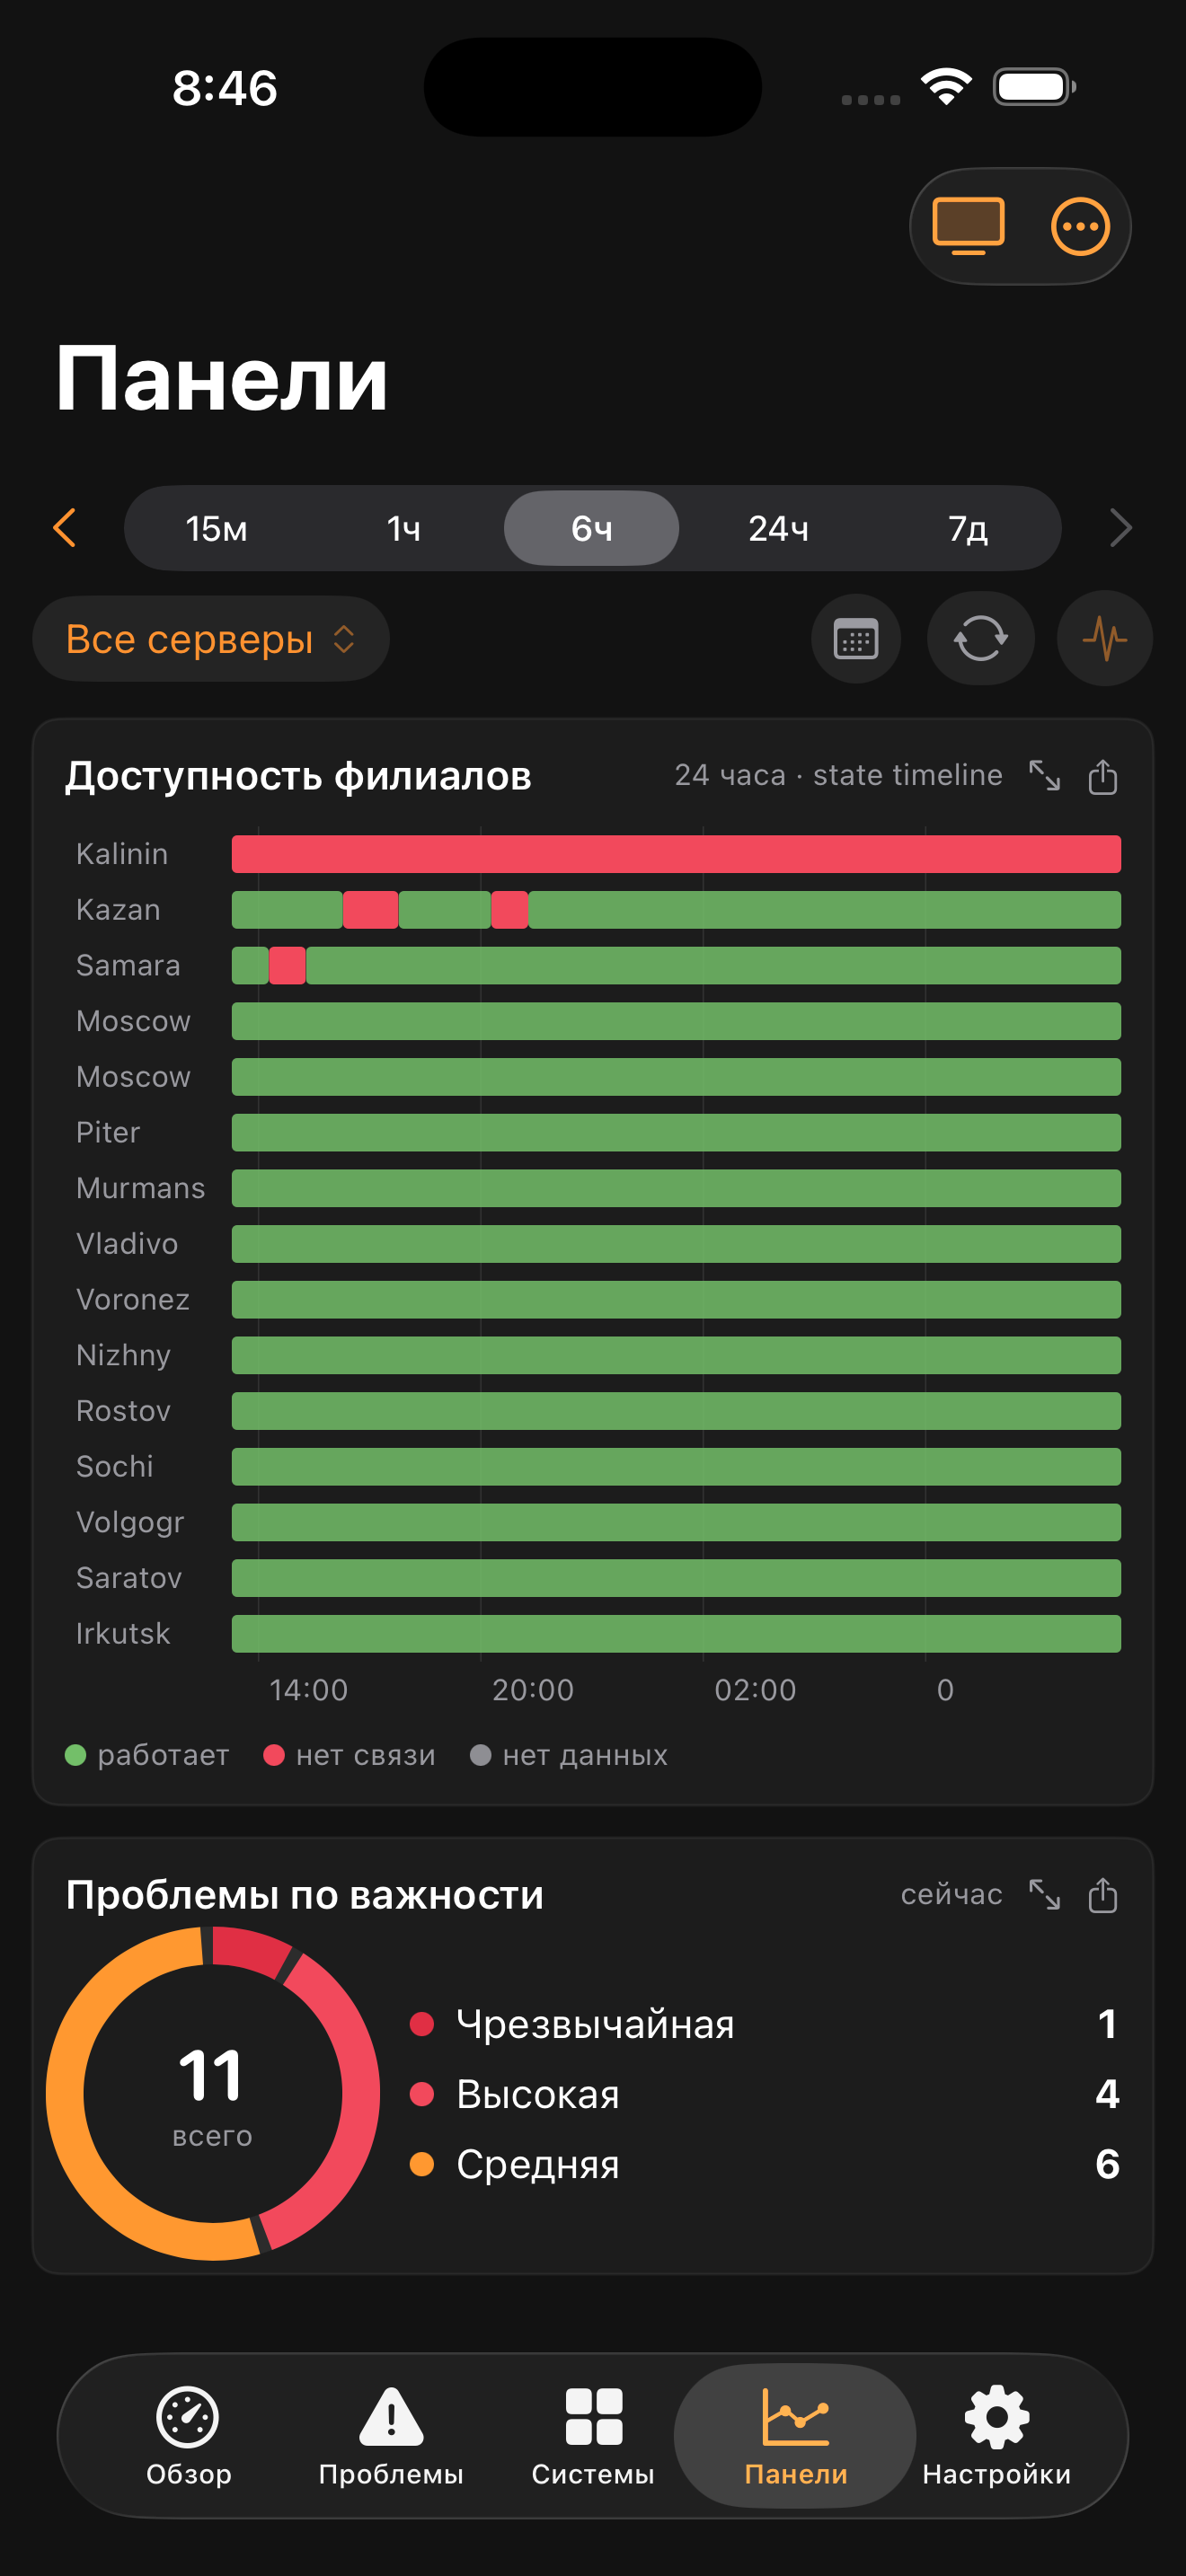 8:46
Панели
15м 1ч 6ч 24ч 7д
Все серверы
Доступность филиалов 24 часа · state timeline
Kalinin
Kazan
Samara
Moscow
Moscow
Piter
Murmans
Vladivo
Voronez
Nizhny
Rostov
Sochi
Volgogr
Saratov
Irkutsk
14:00 20:00 02:00 0
работает нет связи нет данных
Проблемы по важности сейчас
11
всего
Чрезвычайная 1
Высокая 4
Средняя 6
Обзор Проблемы Системы Панели Настройки